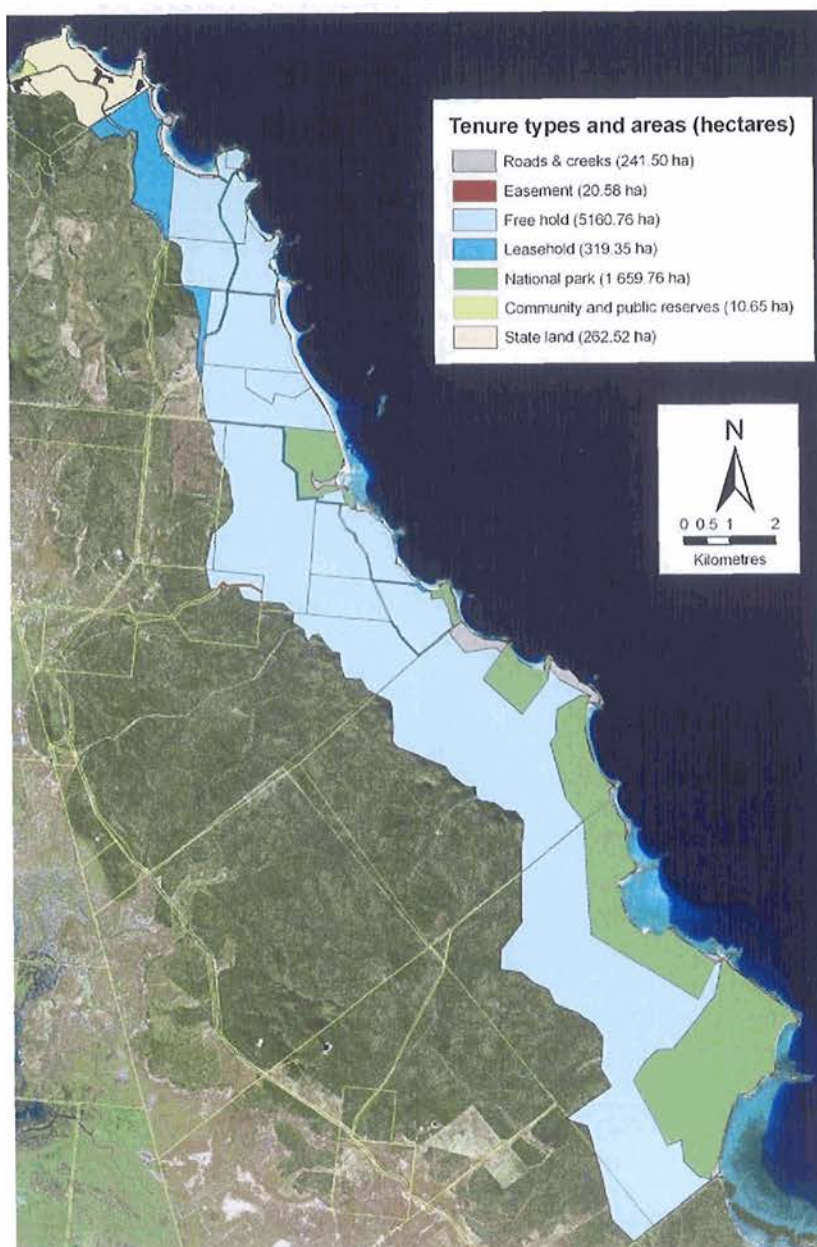 Tenure types and areas (hectares)
Roads & creeks (241.50 ha)
Easement (20.58 ha)
Free hold (5160.76 ha)
Leasehold (319.35 ha)
National park (1 659.76 ha)
Community and public reserves (10.65 ha)
State land (262.52 ha)
N
0 0.5 1 2
Kilometres